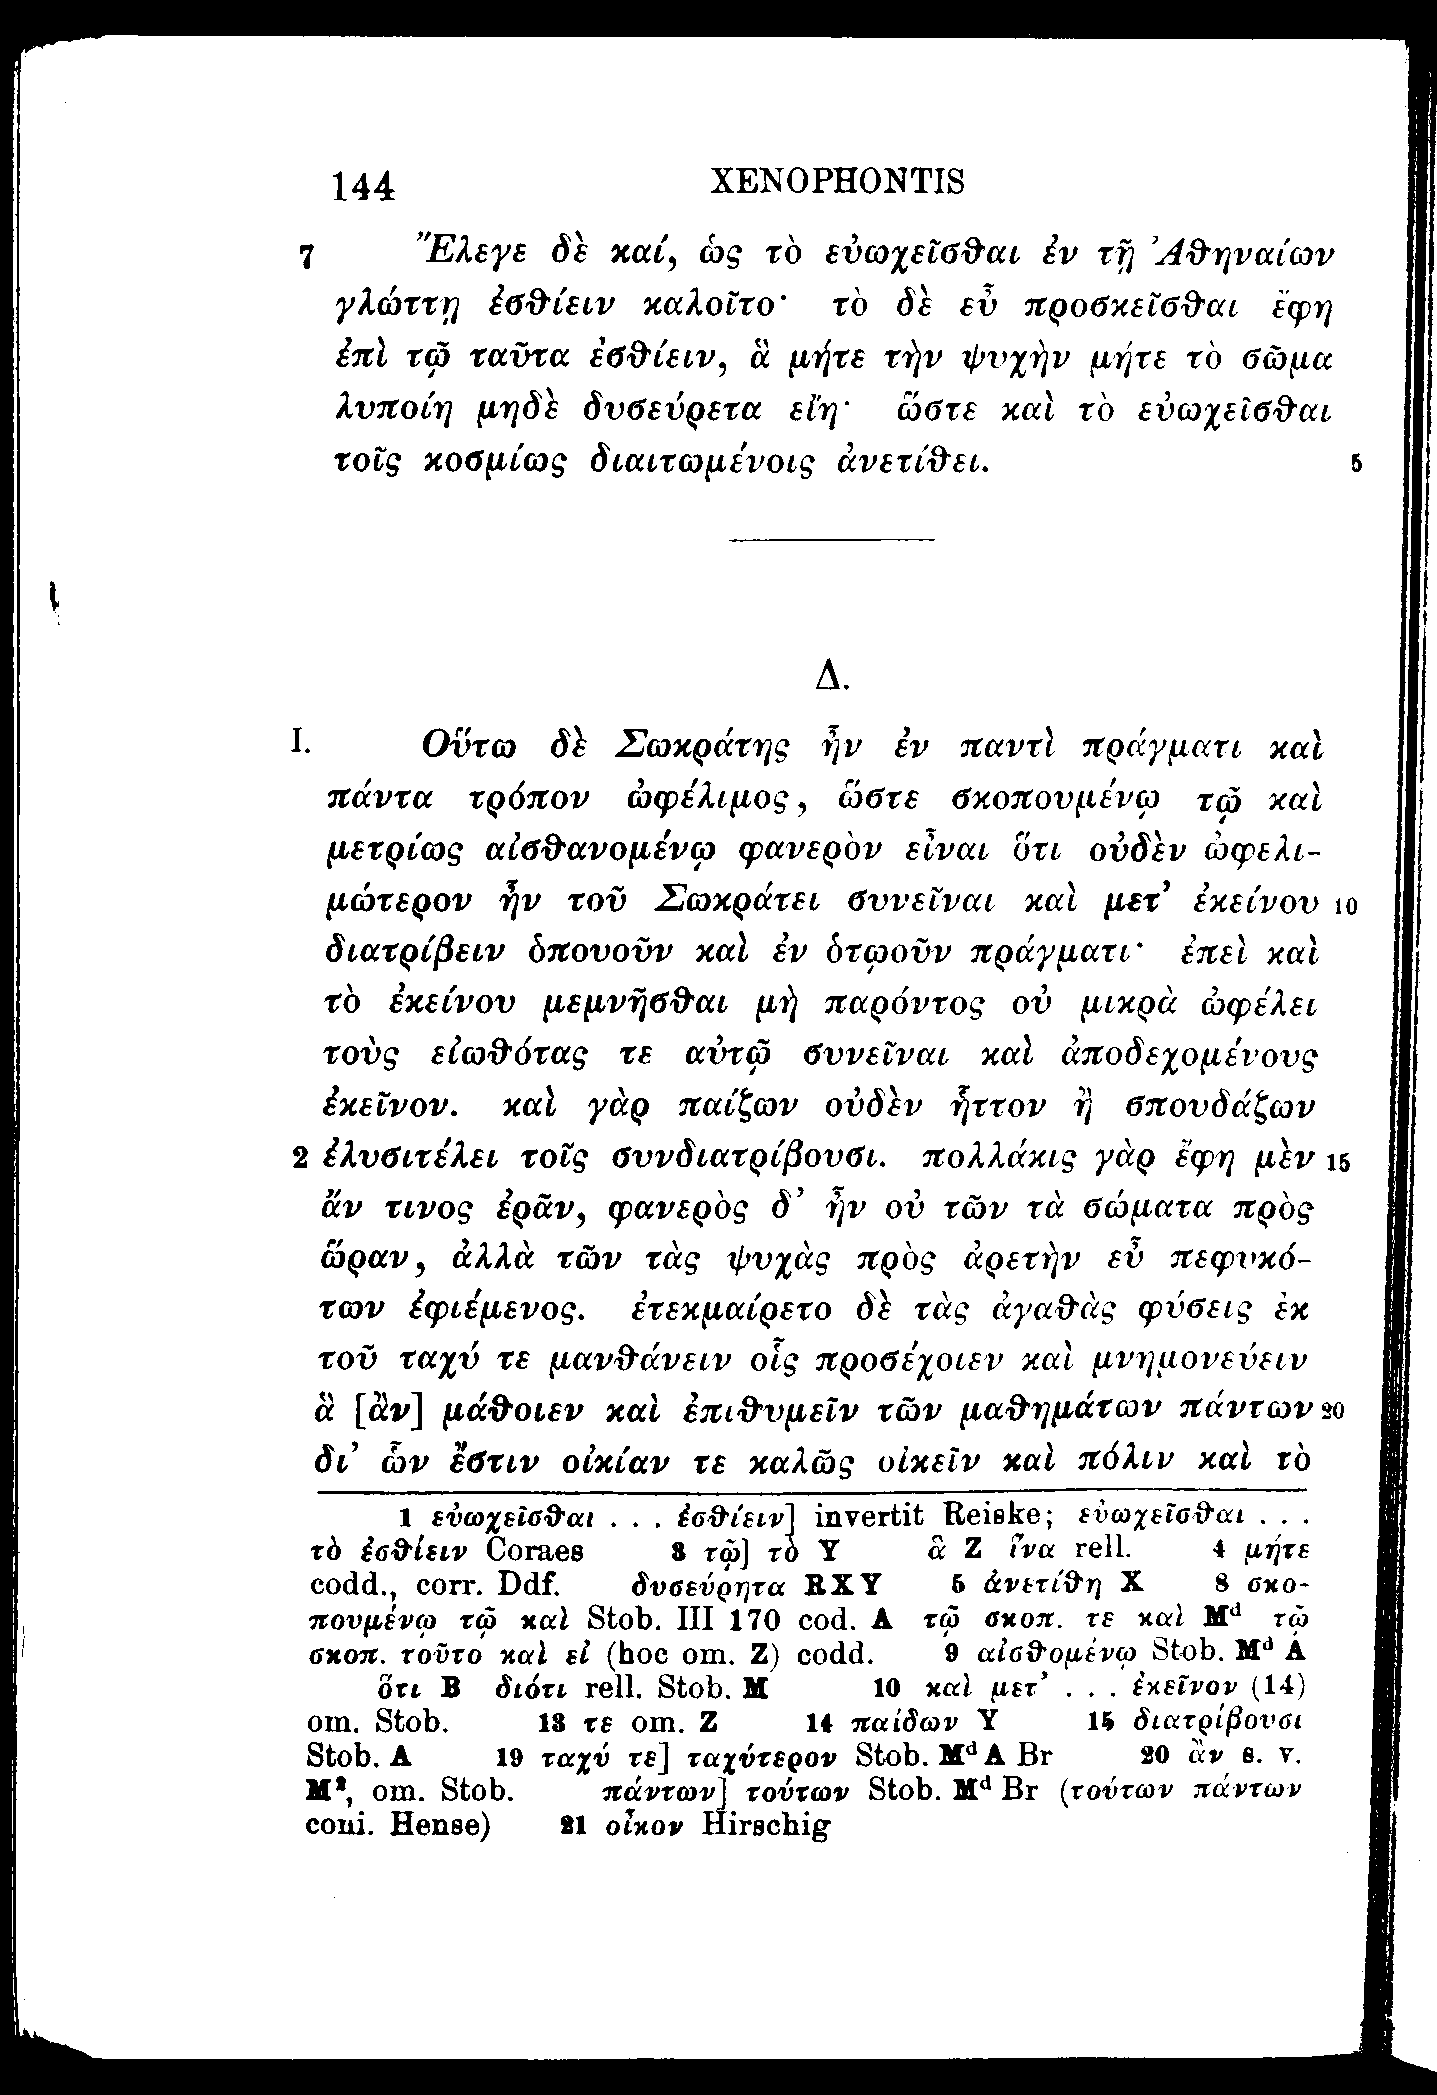 144 XENOPHONTIS
7 Ἔλεγε δὲ καί, ὡς τὸ εὐωχεῖσθαι ἐν τῇ Ἀθηναίων
γλώττῃ ἐσθίειν καλοῖτο· τὸ δὲ εὖ προσκεῖσθαι ἔφη
ἐπὶ τῷ ταῦτα ἐσθίειν, ἃ μήτε τὴν ψυχὴν μήτε τὸ σῶμα
λυποίη μηδὲ δυσεύρετα εἴη· ὥστε καὶ τὸ εὐωχεῖσθαι
τοῖς κοσμίως διαιτωμένοις ἀνετίθει. 5
Δ.
I. Οὕτω δὲ Σωκράτης ἦν ἐν παντὶ πράγματι καὶ
πάντα τρόπον ὠφέλιμος, ὥστε σκοπουμένῳ τῷ καὶ
μετρίως αἰσθανομένῳ φανερὸν εἶναι ὅτι οὐδὲν ὠφελι-
μώτερον ἦν τοῦ Σωκράτει συνεῖναι καὶ μετ’ ἐκείνου 10
διατρίβειν ὁπουοῦν καὶ ἐν ὁτῳοῦν πράγματι· ἐπεὶ καὶ
τὸ ἐκείνου μεμνῆσθαι μὴ παρόντος οὐ μικρὰ ὠφέλει
τοὺς εἰωθότας τε αὐτῷ συνεῖναι καὶ ἀποδεχομένους
ἐκεῖνον. καὶ γὰρ παίζων οὐδὲν ἧττον ἢ σπουδάζων
2 ἐλυσιτέλει τοῖς συνδιατρίβουσι. πολλάκις γὰρ ἔφη μὲν 15
ἄν τινος ἐρᾶν, φανερὸς δ’ ἦν οὐ τῶν τὰ σώματα πρὸς
ὥραν, ἀλλὰ τῶν τὰς ψυχὰς πρὸς ἀρετὴν εὖ πεφυκό-
των ἐφιέμενος. ἐτεκμαίρετο δὲ τὰς ἀγαθὰς φύσεις ἐκ
τοῦ ταχύ τε μανθάνειν οἷς προσέχοιεν καὶ μνημονεύειν
ἃ [ἂν] μάθοιεν καὶ ἐπιθυμεῖν τῶν μαθημάτων πάντων 20
δι’ ὧν ἔστιν οἰκίαν τε καλῶς οἰκεῖν καὶ πόλιν καὶ τὸ
1 εὐωχεῖσθαι . . . ἐσθίειν] invertit Reiske; εὐωχεῖσθαι . . .
τὸ ἐσθίειν Coraes 3 τῷ] τὸ Y ἃ Z ἵνα rell. 4 μήτε
codd., corr. Ddf. δυσεύρητα RXY 5 ἀνετίθη X 8 σκο-
πουμένῳ τῷ καὶ Stob. III 170 cod. A τῷ σκοπ. τε καὶ Mᵈ τῷ
σκοπ. τοῦτο καὶ εἰ (hoc om. Z) codd. 9 αἰσθομένῳ Stob. Mᵈ A
ὅτι B διότι rell. Stob. M 10 καὶ μετ’ . . . ἐκεῖνον (14)
om. Stob. 13 τε om. Z 14 παίδων Y 15 διατρίβουσι
Stob. A 19 ταχύ τε] ταχύτερον Stob. Mᵈ A Br 20 ἂν s. v.
M², om. Stob. πάντων] τούτων Stob. Mᵈ Br (τούτων πάντων
coni. Hense) 21 οἶκον Hirschig